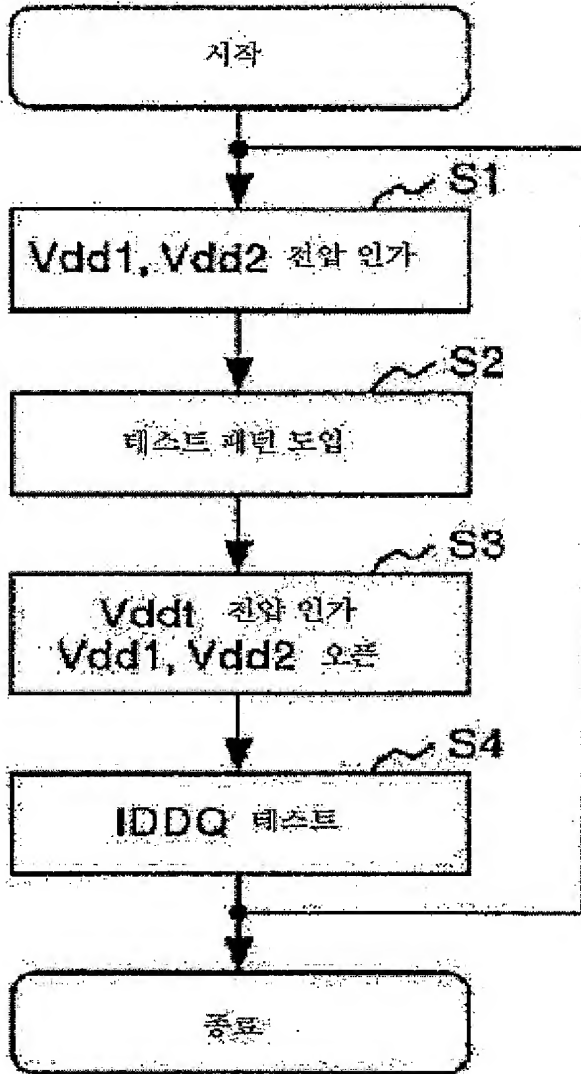 시작
S1
Vdd1, Vdd2 전압 인가
S2
테스트 패턴 도입
S3
Vddt 전압 인가
Vdd1, Vdd2 오픈
S4
IDDQ 테스트
종료